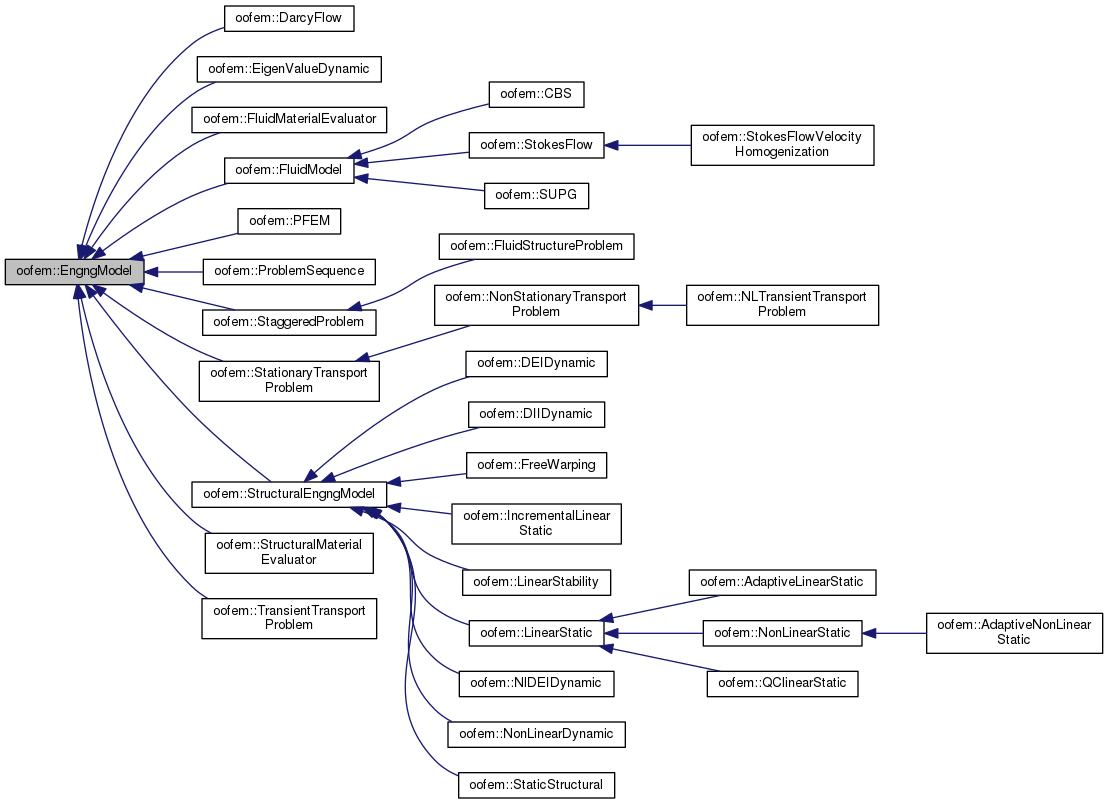 oofem::DarcyFlow
oofem::EigenValueDynamic
oofem::FluidMaterialEvaluator
oofem::FluidModel
oofem::CBS
oofem::StokesFlow
oofem::StokesFlowVelocity
Homogenization
oofem::SUPG
oofem::PFEM
oofem::EngngModel
oofem::ProblemSequence
oofem::StaggeredProblem
oofem::FluidStructureProblem
oofem::StationaryTransport
Problem
oofem::NonStationaryTransport
Problem
oofem::NLTransientTransport
Problem
oofem::StructuralEngngModel
oofem::DEIDynamic
oofem::DIIDynamic
oofem::FreeWarping
oofem::IncrementalLinear
Static
oofem::LinearStability
oofem::LinearStatic
oofem::AdaptiveLinearStatic
oofem::NonLinearStatic
oofem::AdaptiveNonLinear
Static
oofem::QClinearStatic
oofem::NlDEIDynamic
oofem::NonLinearDynamic
oofem::StaticStructural
oofem::StructuralMaterial
Evaluator
oofem::TransientTransport
Problem